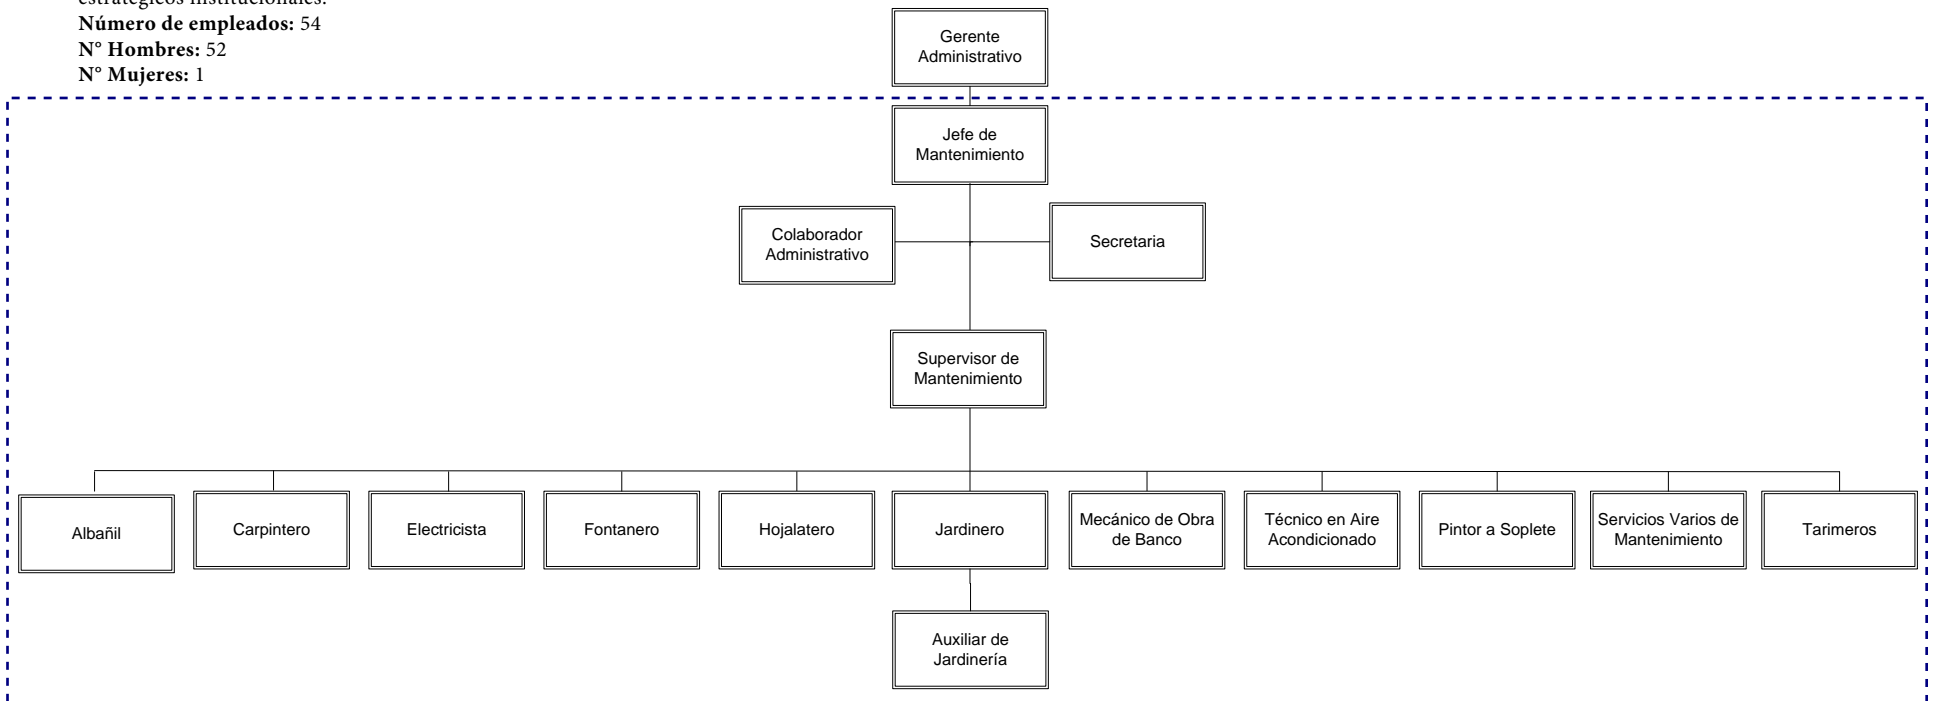 estratégicos institucionales.
Número de empleados: 54
N° Hombres: 52
N° Mujeres: 1
Gerente
Administrativo
Jefe de
Mantenimiento
Colaborador
Administrativo
Secretaria
Supervisor de
Mantenimiento
Albañil
Carpintero
Electricista
Fontanero
Hojalatero
Jardinero
Mecánico de Obra
de Banco
Técnico en Aire
Acondicionado
Pintor a Soplete
Servicios Varios de
Mantenimiento
Tarimeros
Auxiliar de
Jardinería